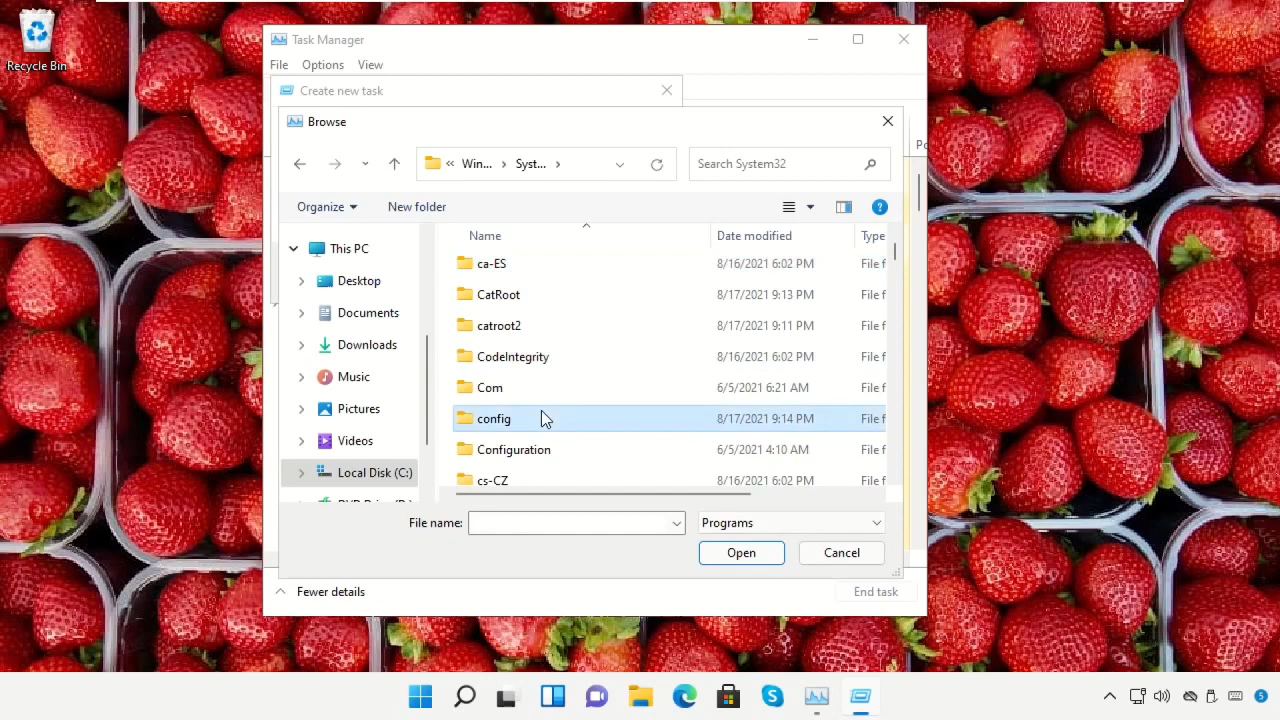 Recycle Bin
Task Manager
File Options View
Create new task
Browse
« Win... › Syst... ›
Search System32
Organize
New folder
Name
Date modified
Type
This PC
Desktop
Documents
Downloads
Music
Pictures
Videos
Local Disk (C:)
ca-ES 8/16/2021 6:02 PM File f
CatRoot 8/17/2021 9:13 PM File f
catroot2 8/17/2021 9:11 PM File f
CodeIntegrity 8/16/2021 6:02 PM File f
Com 6/5/2021 6:21 AM File f
config 8/17/2021 9:14 PM File f
Configuration 6/5/2021 4:10 AM File f
cs-CZ 8/16/2021 6:02 PM File f
File name:
Programs
Open
Cancel
Fewer details
End task
5